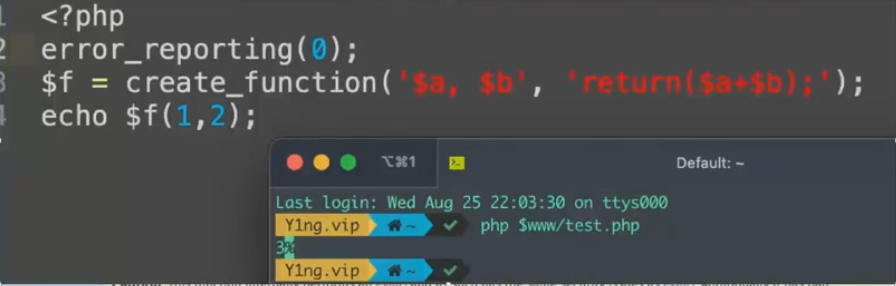 1 <?php
2 error_reporting(0);
3 $f = create_function('$a, $b', 'return($a+$b);');
4 echo $f(1,2);
⌥⌘1 Default: ~
Last login: Wed Aug 25 22:03:30 on ttys000
Y1ng.vip ~ ✓ php $www/test.php
3%
Y1ng.vip ~ ✓